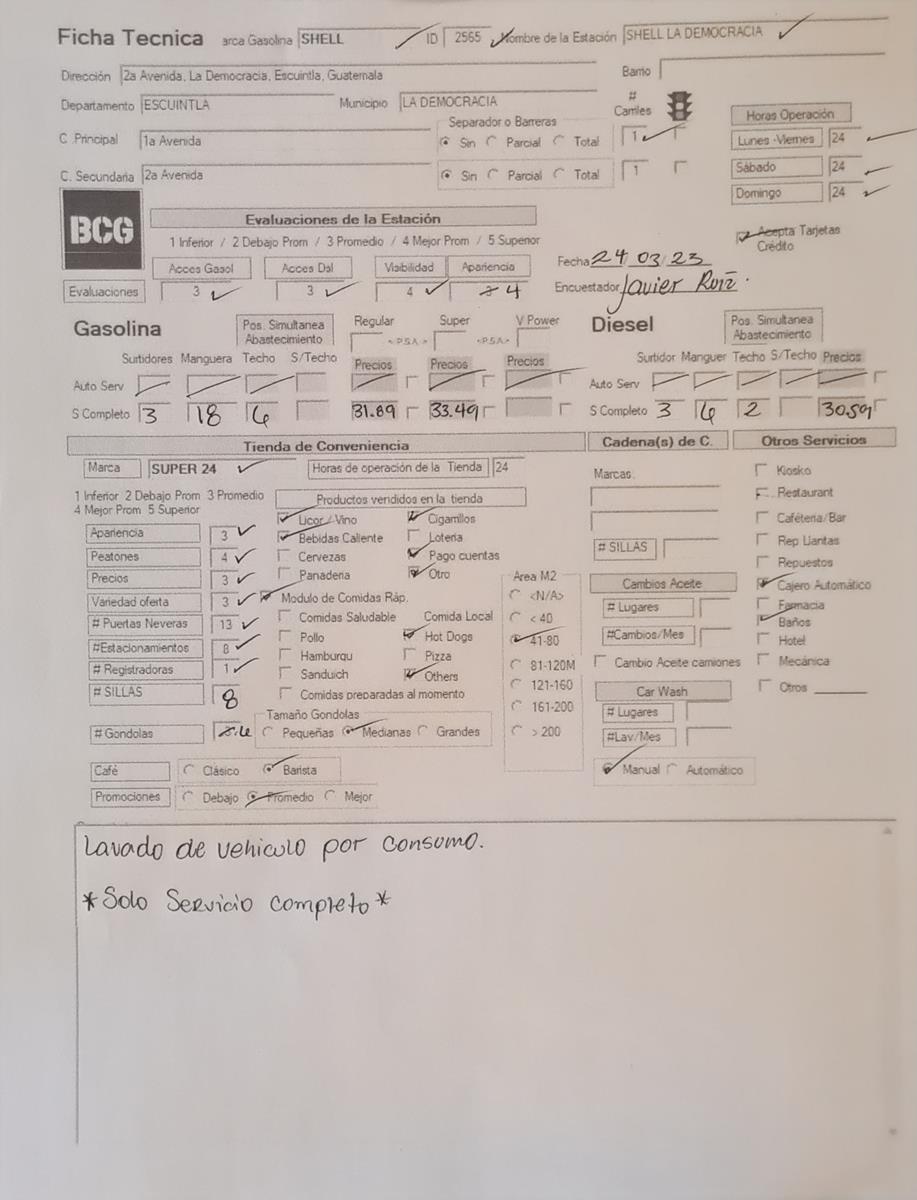 Ficha Tecnica arca Gasolina SHELL ID 2565 Nombre de la Estación SHELL LA DEMOCRACIA
Dirección 2a Avenida, La Democracia, Escuintla, Guatemala Barrio
Departamento ESCUINTLA Municipio LA DEMOCRACIA # Carriles
Horas Operación
Separador o Barreras
C .Principal 1a Avenida Sin Parcial Total 1 Lunes -Viernes 24
C. Secundaria 2a Avenida Sin Parcial Total 1 Sábado 24
Domingo 24
BCG
Evaluaciones de la Estación
1 Inferior / 2 Debajo Prom / 3 Promedio / 4 Mejor Prom / 5 Superior
Acepta Tarjetas Crédito
Acces Gasol Acces Dsl Visibilidad Apariencia Fecha 24 03/23
Evaluaciones 3 3 4 4 Encuestador Javier Ruiz.
Gasolina Pos. Simultanea Abastecimiento Regular Super V Power Diesel Pos. Simultanea Abastecimiento
<P.S.A.> <P.S.A>
Surtidores Manguera Techo S/Techo Precios Precios Precios Surtidor Manguer Techo S/Techo Precios
Auto Serv Auto Serv
S Completo 3 18 6 31.89 33.49 S Completo 3 6 2 30.59
Tienda de Conveniencia Cadena(s) de C. Otros Servicios
Marca SUPER 24 Horas de operación de la Tienda 24 Marcas: Kiosko
1 Inferior 2 Debajo Prom 3 Promedio
4 Mejor Prom 5 Superior
Productos vendidos en la tienda Restaurant
Apariencia 3 Licor / Vino Cigarrillos Cafétería/Bar
Peatones 4 Bebidas Caliente Loteria # SILLAS Rep Llantas
Cervezas Pago cuentas Repuestos
Precios 3 Panaderia Otro Area M2 Cambios Aceite Cajero Automático
Variedad oferta 3 Modulo de Comidas Ráp. <N/A> # Lugares Farmacia
# Puertas Neveras 13 Comidas Saludable Comida Local < 40 Baños
#Estacionamientos 8 Pollo Hot Dogs 41-80 #Cambios/Mes Hotel
# Registradoras 1 Hamburqu Pizza 81-120M Cambio Aceite camiones Mecánica
# SILLAS 8 Sanduich Others 121-160 Car Wash Otros
Comidas preparadas al momento 161-200 # Lugares
Tamaño Gondolas
# Gondolas Pequeñas Medianas Grandes > 200 #Lav/Mes
Café Clásico Barista Manual Automático
Promociones Debajo Promedio Mejor
Lavado de vehiculo por consumo.
*Solo Servicio completo*